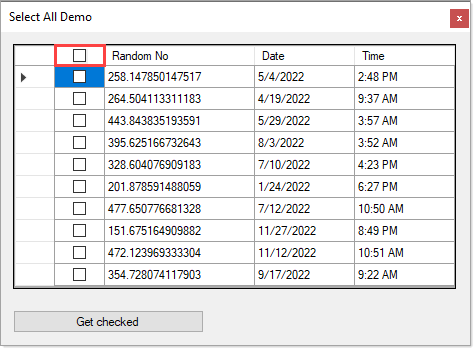 Select All Demo
x
Random No Date Time
258.147850147517 5/4/2022 2:48 PM
264.504113311183 4/19/2022 9:37 AM
443.843835193591 5/29/2022 3:57 AM
395.625166732643 8/3/2022 3:52 AM
328.604076909183 7/10/2022 4:23 PM
201.878591488059 1/24/2022 6:27 PM
477.650776681328 7/12/2022 10:50 AM
151.675164909882 11/27/2022 8:49 PM
472.123969333304 11/12/2022 10:51 AM
354.728074117903 9/17/2022 9:22 AM
Get checked